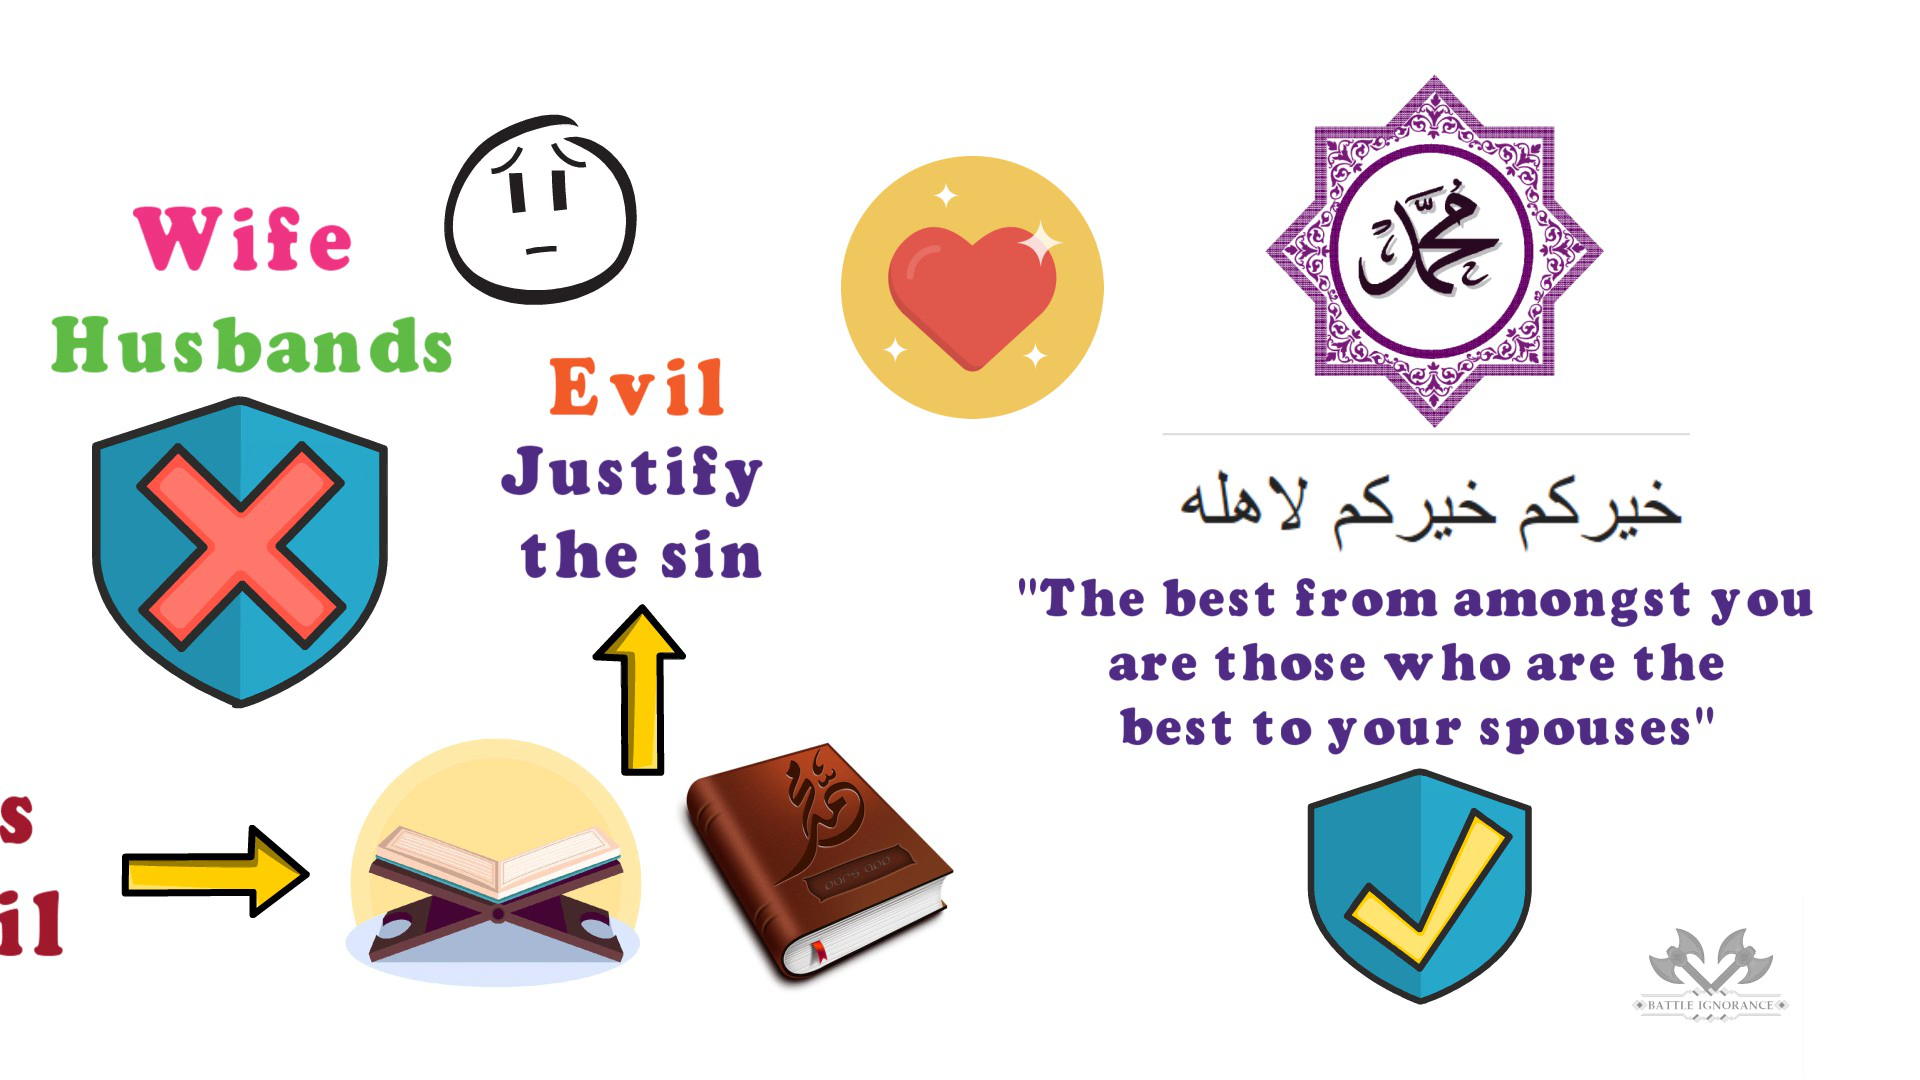 Wife
Husbands
Evil
Justify
the sin
s
il
محمد
خيركم خيركم لاهله
"The best from amongst you
are those who are the
best to your spouses"
محمد
BATTLE IGNORANCE